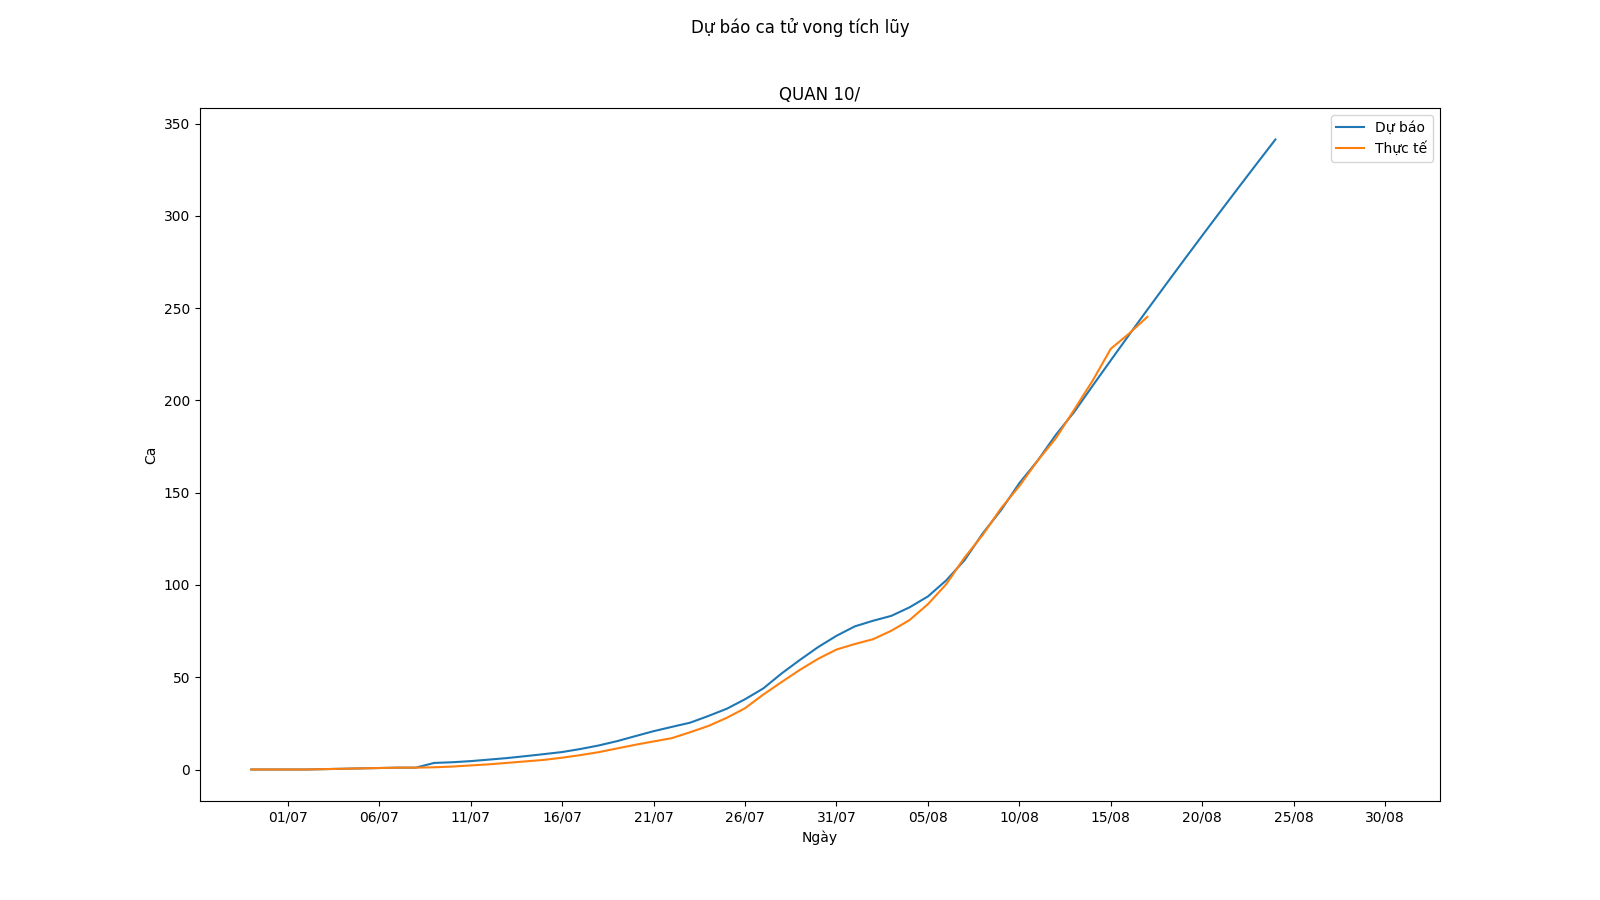 Dự báo ca tử vong tích lũy
QUAN 10/
Dự báo
Thực tế
350
300
250
200
150
100
50
0
Ca
01/07 06/07 11/07 16/07 21/07 26/07 31/07 05/08 10/08 15/08 20/08 25/08 30/08
Ngày